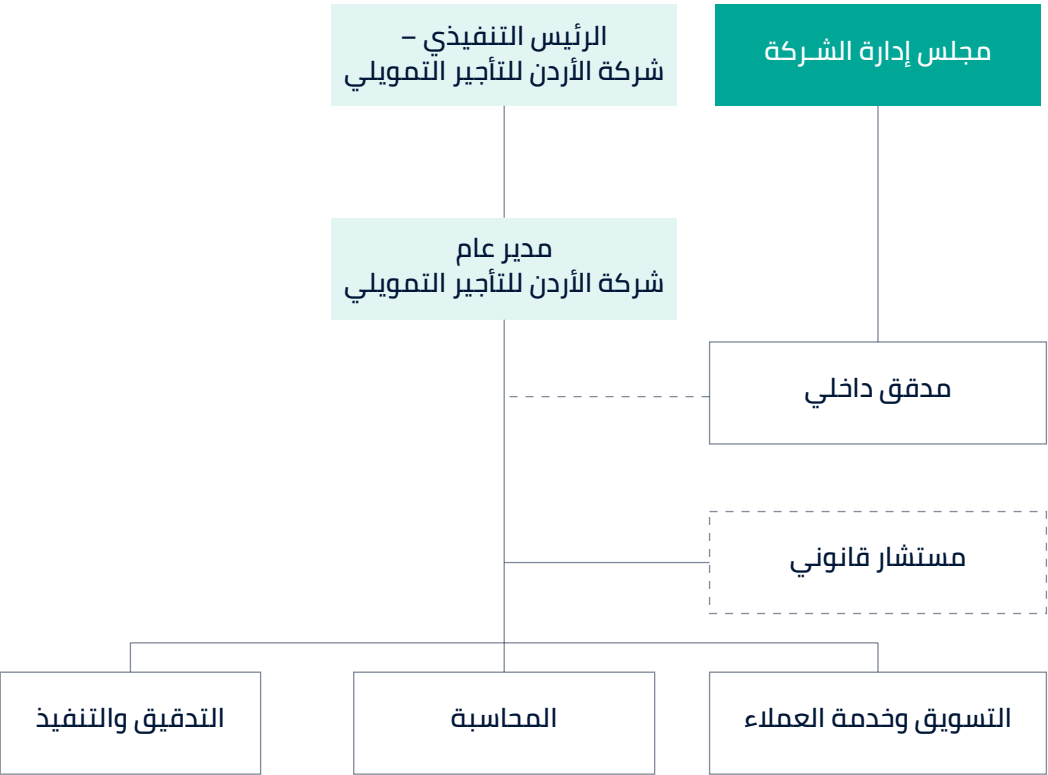 مجلس إدارة الشـركة
الرئيس التنفيذي –
شركة الأردن للتأجير التمويلي
مدير عام
شركة الأردن للتأجير التمويلي
مدقق داخلي
مستشار قانوني
التسويق وخدمة العملاء
المحاسبة
التدقيق والتنفيذ